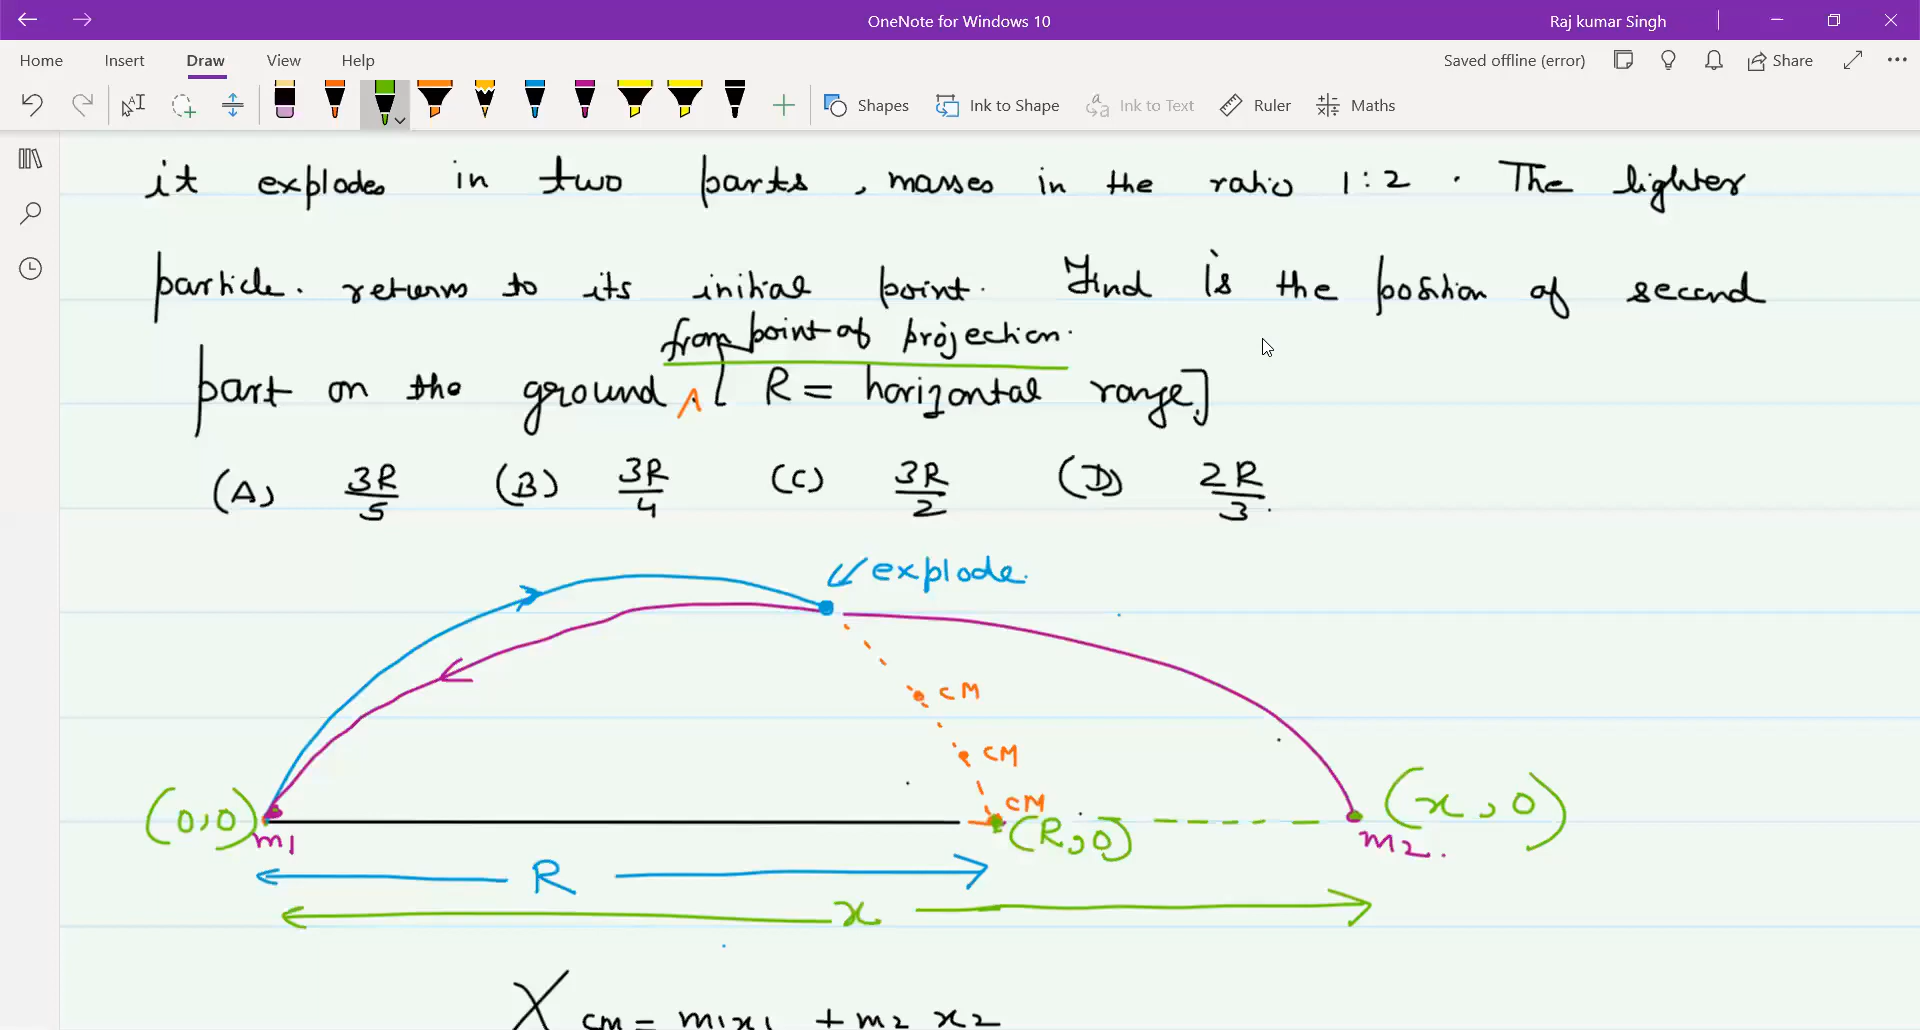 OneNote for Windows 10
Raj kumar Singh
Home Insert Draw View Help
Saved offline (error) Share
Shapes Ink to Shape Ink to Text Ruler Maths
it explodes in two parts , masses in the ratio 1:2 . The lighter
particle. returns to its initial point. Find is the position of second
from point of projection.
part on the ground . [ R = horizontal range]
(A) 3R/5 (B) 3R/4 (C) 3R/2 (D) 2R/3.
explode.
CM
CM
CM
(0,0) (R,0) (x,0)
m1 m2.
R
x
X cm = m1x1 + m2 x2